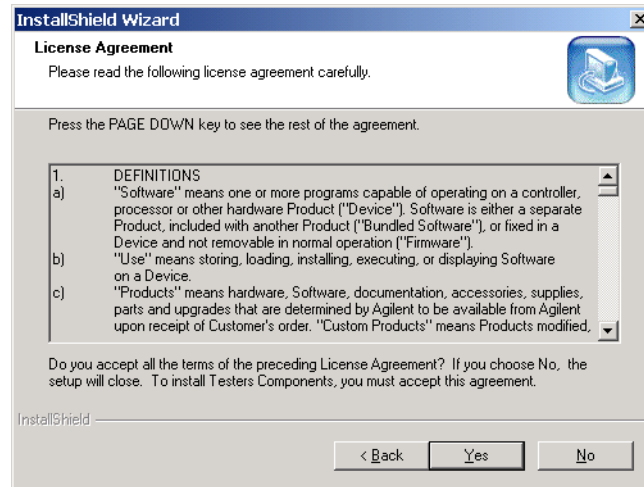 InstallShield Wizard
License Agreement
Please read the following license agreement carefully.
Press the PAGE DOWN key to see the rest of the agreement.
1. DEFINITIONS
a) "Software" means one or more programs capable of operating on a controller,
processor or other hardware Product ("Device"). Software is either a separate
Product, included with another Product ("Bundled Software"), or fixed in a
Device and not removable in normal operation ("Firmware").
b) "Use" means storing, loading, installing, executing, or displaying Software
on a Device.
c) "Products" means hardware, Software, documentation, accessories, supplies,
parts and upgrades that are determined by Agilent to be available from Agilent
upon receipt of Customer's order. "Custom Products" means Products modified,
Do you accept all the terms of the preceding License Agreement? If you choose No, the
setup will close. To install Testers Components, you must accept this agreement.
InstallShield
< Back Yes No